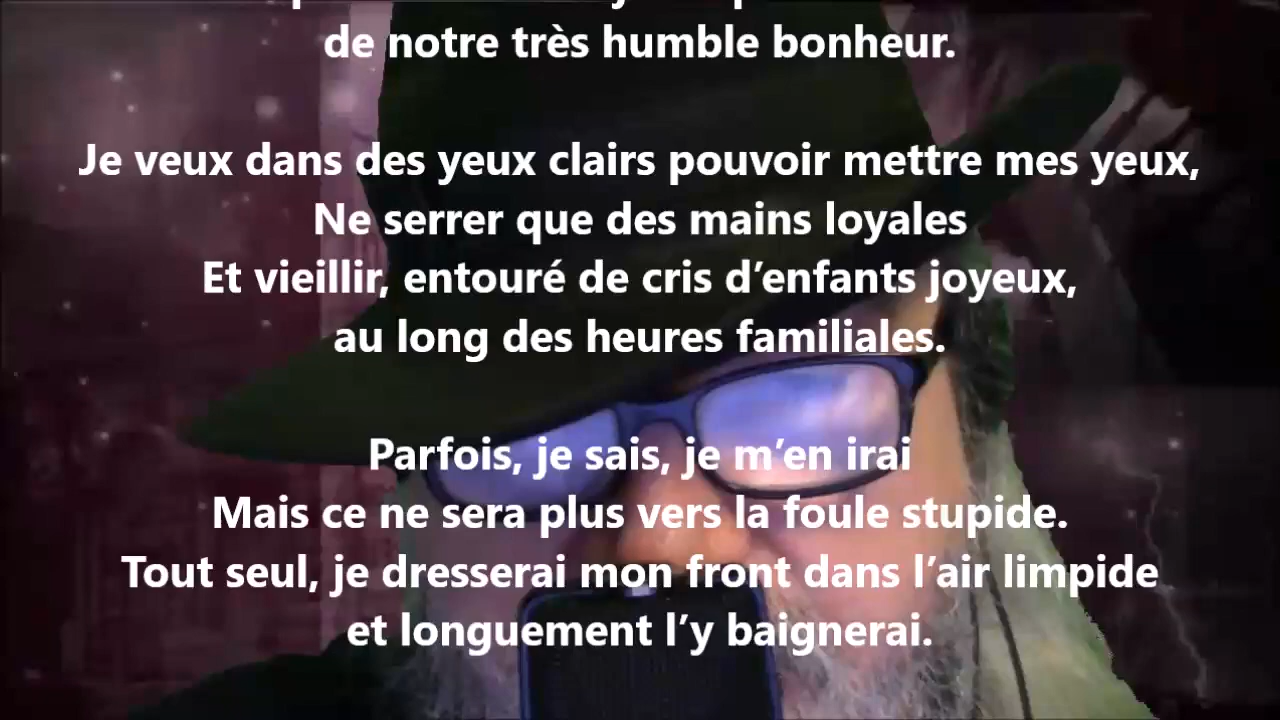 de notre très humble bonheur.
Je veux dans des yeux clairs pouvoir mettre mes yeux,
Ne serrer que des mains loyales
Et vieillir, entouré de cris d’enfants joyeux,
au long des heures familiales.
Parfois, je sais, je m’en irai
Mais ce ne sera plus vers la foule stupide.
Tout seul, je dresserai mon front dans l’air limpide
et longuement l’y baignerai.